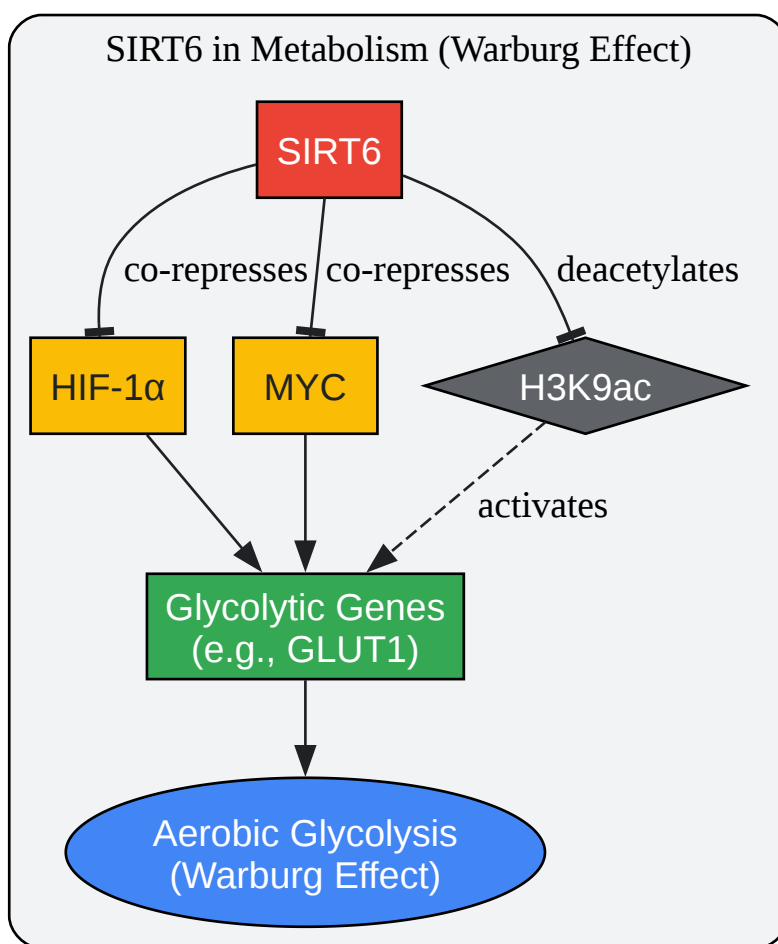 SIRT6 in Metabolism (Warburg Effect)
SIRT6
co-represses
co-represses
deacetylates
HIF-1α
MYC
H3K9ac
activates
Glycolytic Genes
(e.g., GLUT1)
Aerobic Glycolysis
(Warburg Effect)